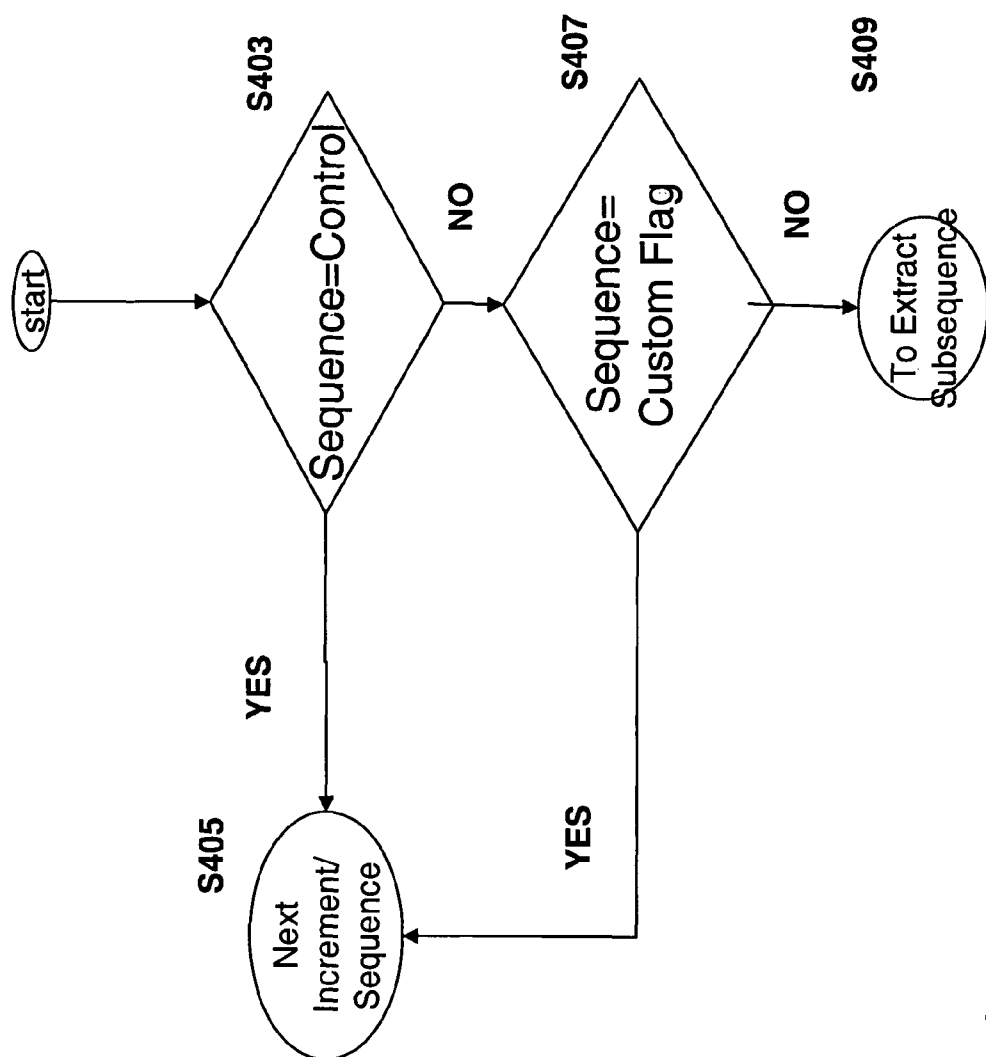 start
S403
Sequence=Control
YES
NO
S405
Next
Increment/
Sequence
S407
Sequence=
Custom Flag
YES
NO
S409
To Extract
Subsequence